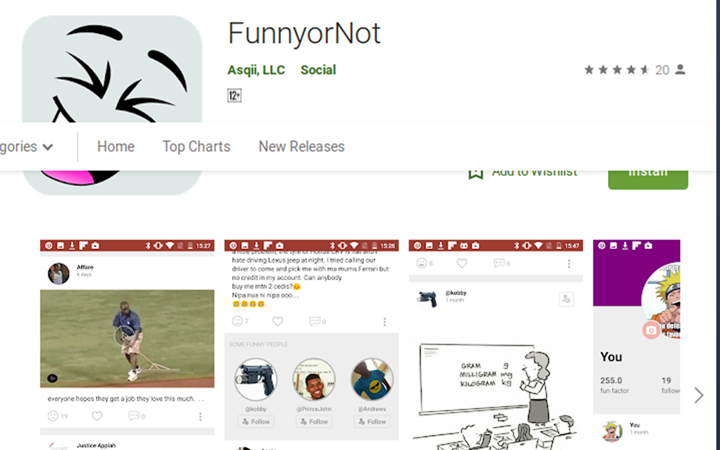 FunnyorNot
Asqii, LLC Social
20
12+
gories
Home Top Charts New Releases
Add to Wishlist
Install
15:27
Affare
6 days
everyone hopes they get a job they love this much. ...
19 0
Justice Appiah
15:28
hate driving Lexus jeep at night. I tried calling our
driver to come and pick me with ma mums Ferrari but
no credit in my account. Can anybody
buy me mtn 2 cedis?
Nipa nua ni nipa ooo....
7 0
SOME FUNNY PEOPLE
@kobby @PrinceJohn @Andrews
Follow Follow Follow
15:47
8 0
@kobby
1 month
GRAM g
MILLIGRAM mg
KILOGRAM kg
You
255.0 19
fun factor follow
You
1 month